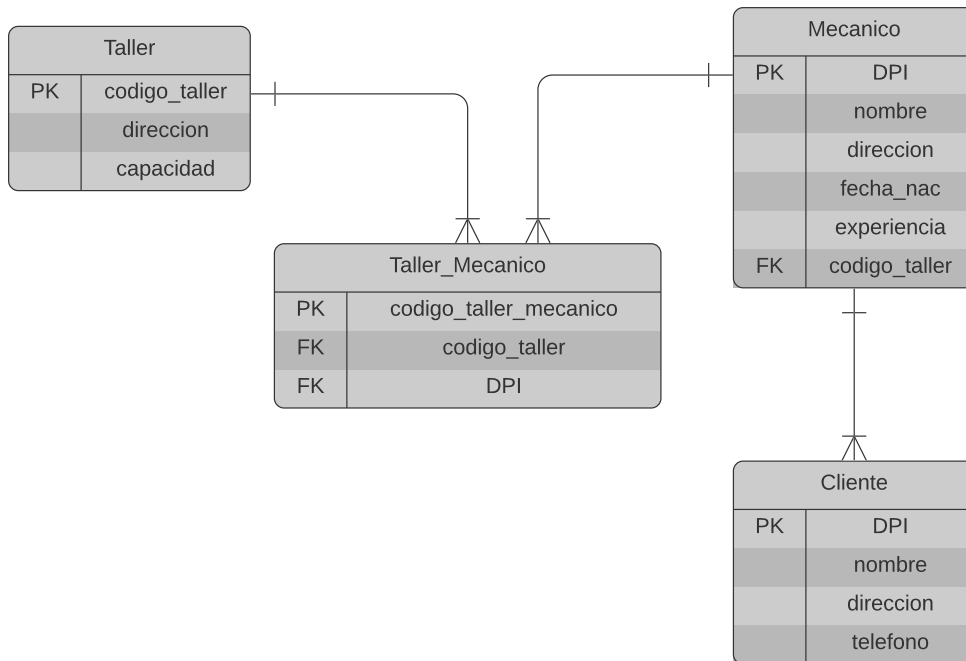 Taller
PK codigo_taller
direccion
capacidad
Mecanico
PK DPI
nombre
direccion
fecha_nac
experiencia
FK codigo_taller
Taller_Mecanico
PK codigo_taller_mecanico
FK codigo_taller
FK DPI
Cliente
PK DPI
nombre
direccion
telefono